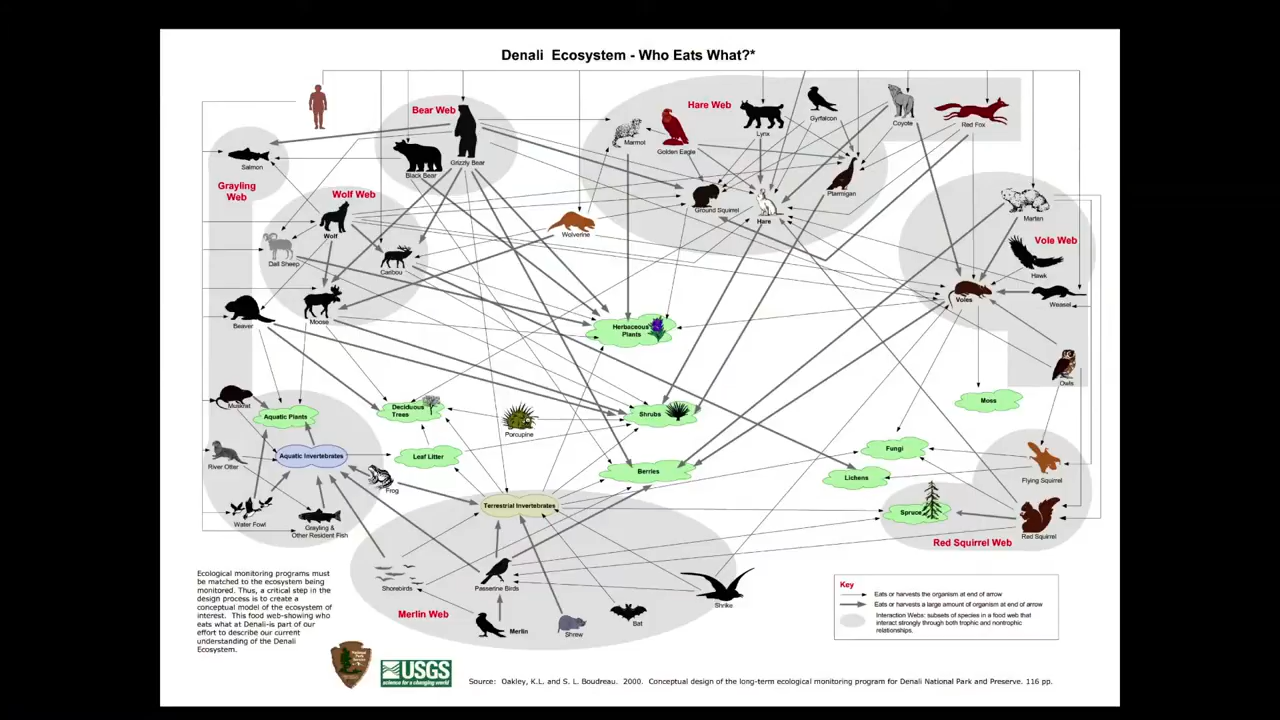 Denali Ecosystem - Who Eats What?*
Bear Web
Hare Web
Marmot
Golden Eagle
Lynx
Gyrfalcon
Coyote
Red Fox
Salmon
Black Bear
Grizzly Bear
Grayling
Web
Wolf Web
Wolf
Dall Sheep
Caribou
Wolverine
Ground Squirrel
Hare
Ptarmigan
Marten
Vole Web
Hawk
Weasel
Voles
Beaver
Moose
Herbaceous
Plants
Owls
Muskrat
Aquatic Plants
Deciduous
Trees
Porcupine
Shrubs
Moss
River Otter
Aquatic Invertebrates
Leaf Litter
Frog
Berries
Fungi
Lichens
Flying Squirrel
Water Fowl
Grayling &
Other Resident Fish
Terrestrial Invertebrates
Spruce
Red Squirrel
Red Squirrel Web
Shorebirds
Passerine Birds
Shrike
Merlin Web
Merlin
Shrew
Bat
Ecological monitoring programs must
be matched to the ecosystem being
monitored. Thus, a critical step in the
design process is to create a
conceptual model of the ecosystem of
interest. This food web-showing who
eats what at Denali-is part of our
effort to describe our current
understanding of the Denali
Ecosystem.
Key
Eats or harvests the organism at end of arrow
Eats or harvests a large amount of organism at end of arrow
Interaction Webs: subsets of species in a food web that
interact strongly through both trophic and nontrophic
relationships.
National
Park
Service
USGS
science for a changing world
Source: Oakley, K.L. and S. L. Boudreau. 2000. Conceptual design of the long-term ecological monitoring program for Denali National Park and Preserve. 116 pp.